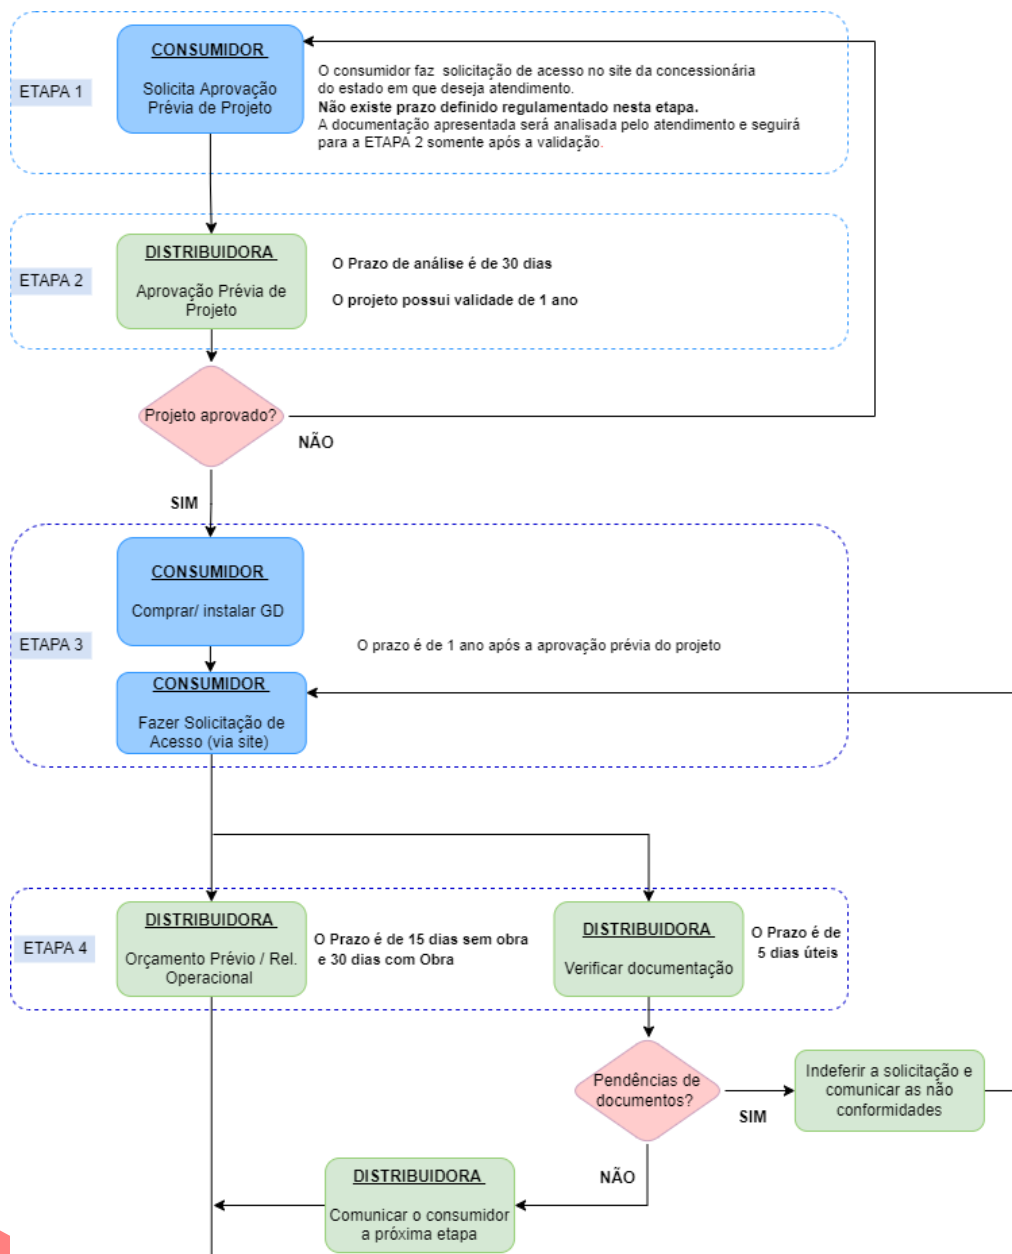 ETAPA 1
CONSUMIDOR
Solicita Aprovação
Prévia de Projeto
O consumidor faz solicitação de acesso no site da concessionária
do estado em que deseja atendimento.
Não existe prazo definido regulamentado nesta etapa.
A documentação apresentada será analisada pelo atendimento e seguirá
para a ETAPA 2 somente após a validação.
ETAPA 2
DISTRIBUIDORA
Aprovação Prévia de
Projeto
O Prazo de análise é de 30 dias
O projeto possui validade de 1 ano
Projeto aprovado?
NÃO
SIM
ETAPA 3
CONSUMIDOR
Comprar/ instalar GD
O prazo é de 1 ano após a aprovação prévia do projeto
CONSUMIDOR
Fazer Solicitação de
Acesso (via site)
ETAPA 4
DISTRIBUIDORA
Orçamento Prévio / Rel.
Operacional
O Prazo é de 15 dias sem obra
e 30 dias com Obra
DISTRIBUIDORA
Verificar documentação
O Prazo é de
5 dias úteis
Pendências de
documentos?
SIM
Indeferir a solicitação e
comunicar as não
conformidades
NÃO
DISTRIBUIDORA
Comunicar o consumidor
a próxima etapa